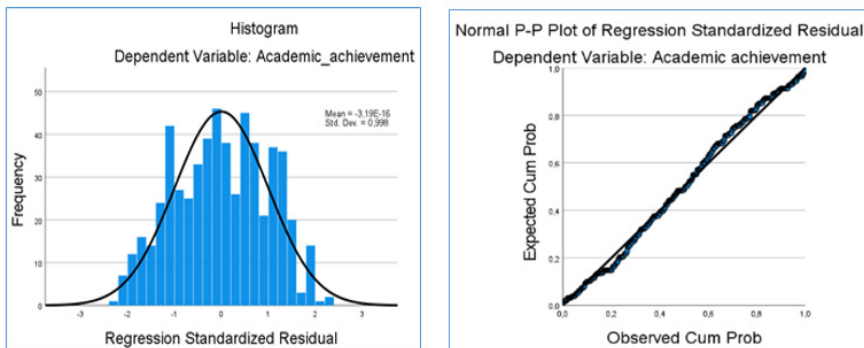 Histogram
Dependent Variable: Academic_achievement
Mean = -3,19E-16
Std. Dev. = 0,998
Frequency
50
40
30
20
10
0
-3 -2 -1 0 1 2 3
Regression Standardized Residual
Normal P-P Plot of Regression Standardized Residual
Dependent Variable: Academic achievement
Expected Cum Prob
1,0
0,8
0,6
0,4
0,2
0,0
0,0 0,2 0,4 0,6 0,8 1,0
Observed Cum Prob